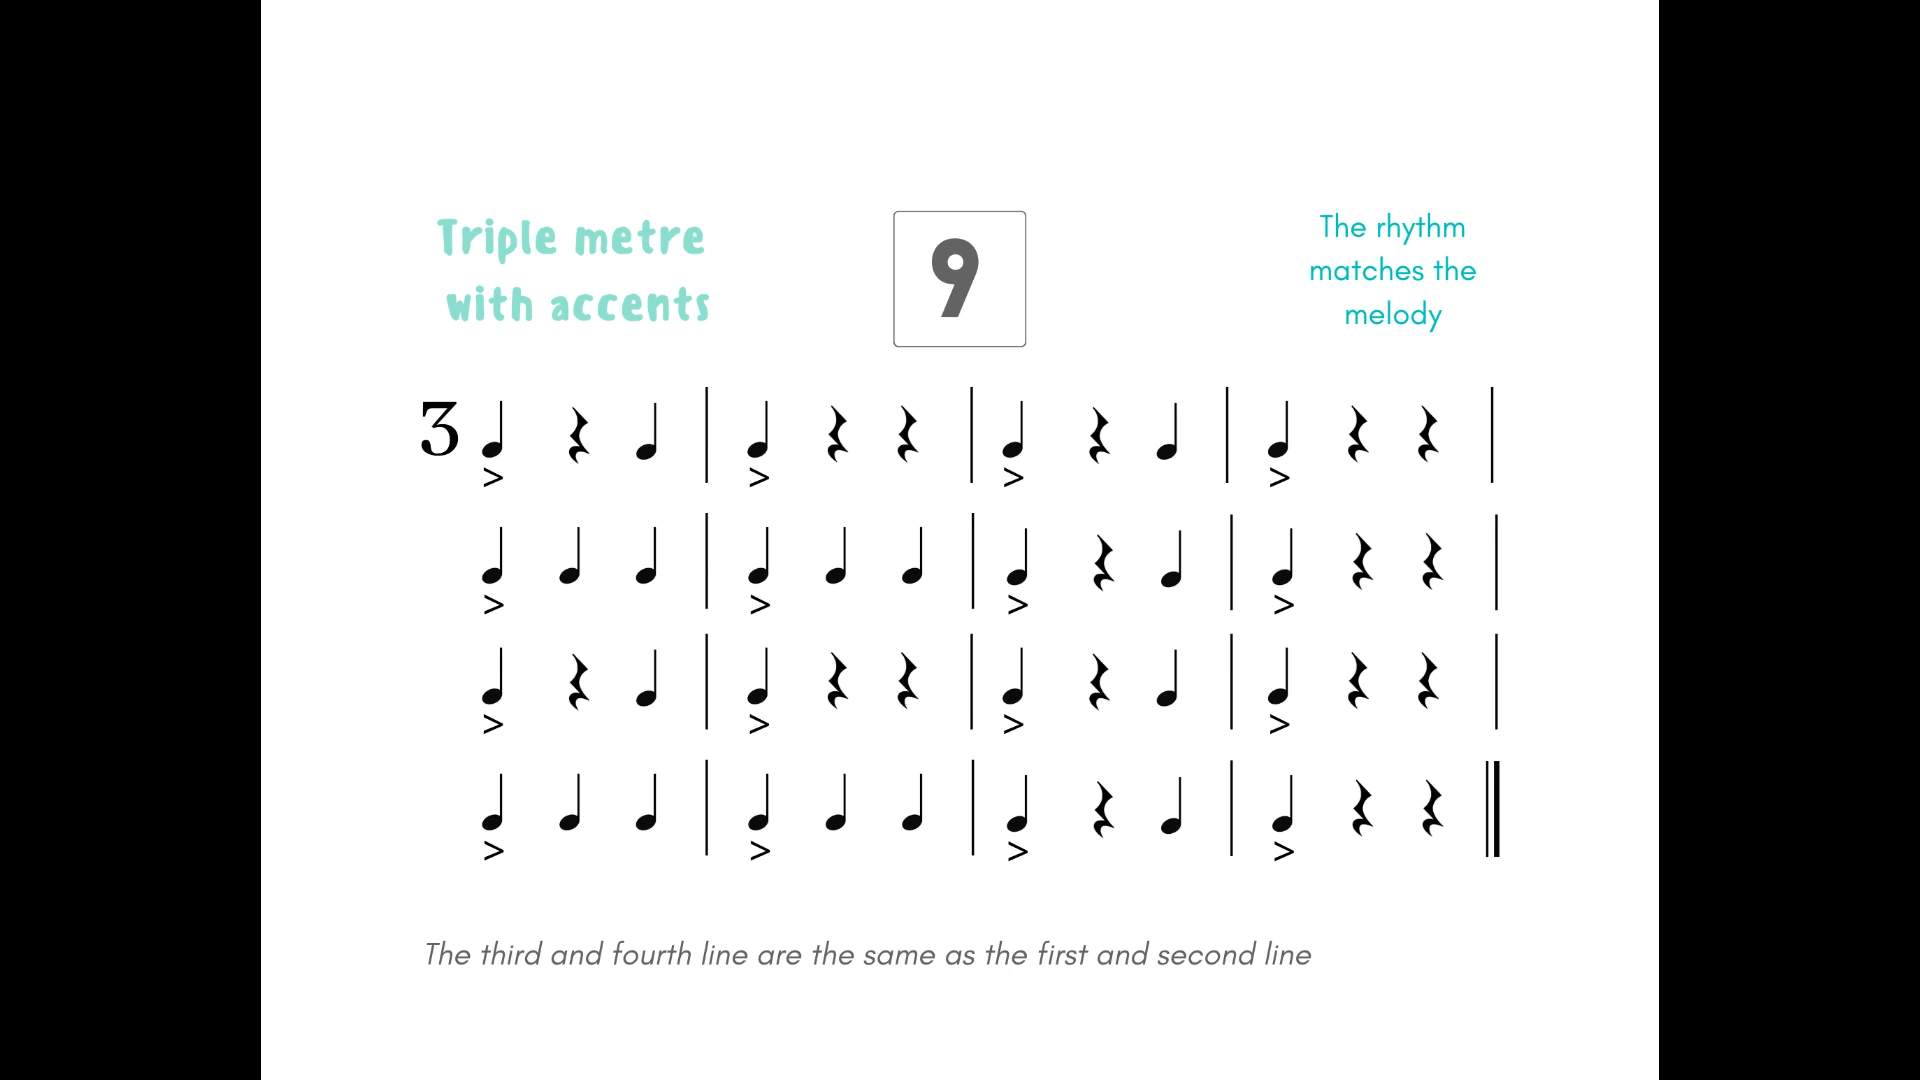 Triple metre
with accents
9
The rhythm
matches the
melody
3
The third and fourth line are the same as the first and second line